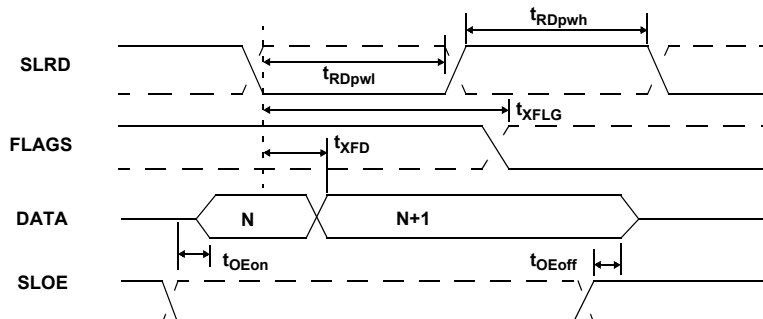 t_RDpwh
SLRD
t_RDpwl
t_XFLG
FLAGS
t_XFD
DATA
N
N+1
t_OEon
t_OEoff
SLOE